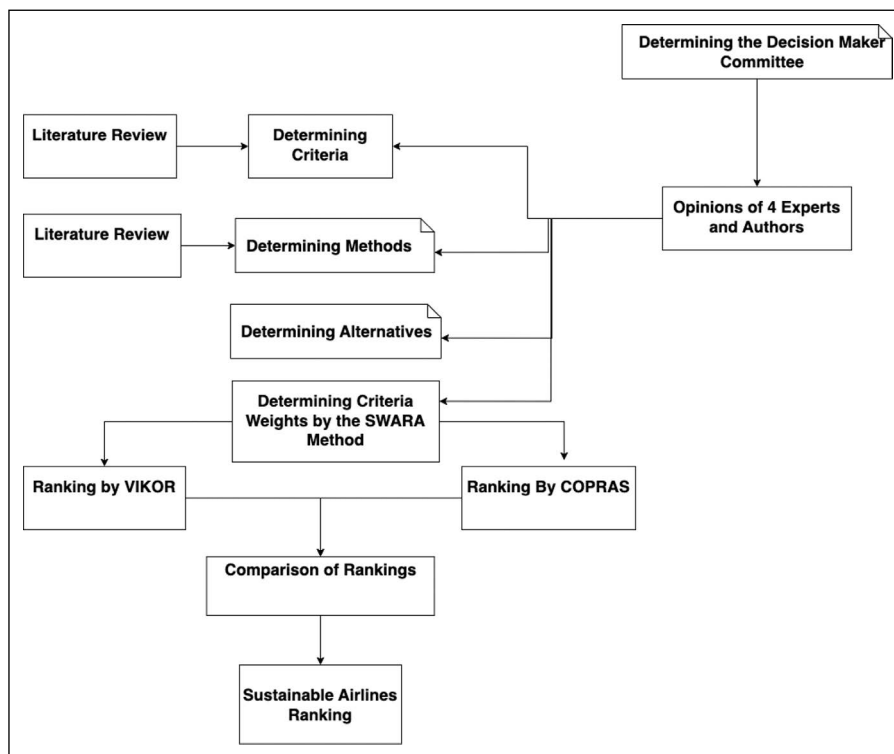 Determining the Decision Maker
Committee
Literature Review
Determining
Criteria
Opinions of 4 Experts
and Authors
Literature Review
Determining Methods
Determining Alternatives
Determining Criteria
Weights by the SWARA
Method
Ranking by VIKOR
Ranking By COPRAS
Comparison of Rankings
Sustainable Airlines
Ranking